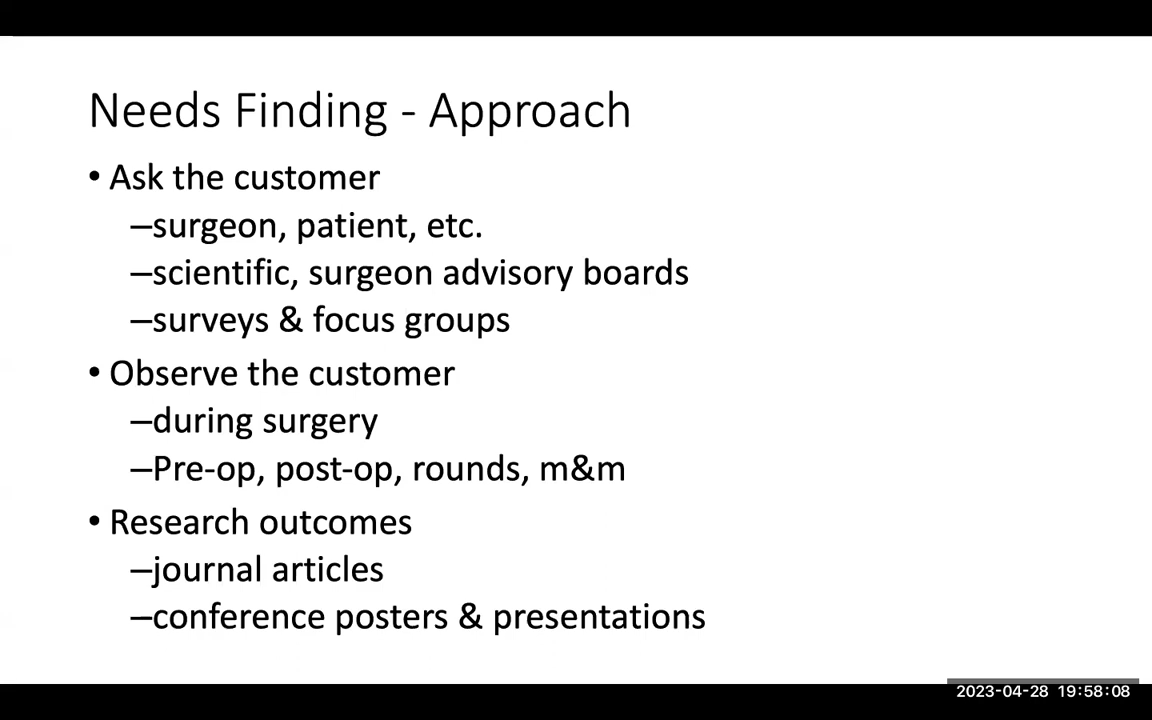 Needs Finding - Approach
• Ask the customer
–surgeon, patient, etc.
–scientific, surgeon advisory boards
–surveys & focus groups
• Observe the customer
–during surgery
–Pre-op, post-op, rounds, m&m
• Research outcomes
–journal articles
–conference posters & presentations
2023-04-28 19:58:08